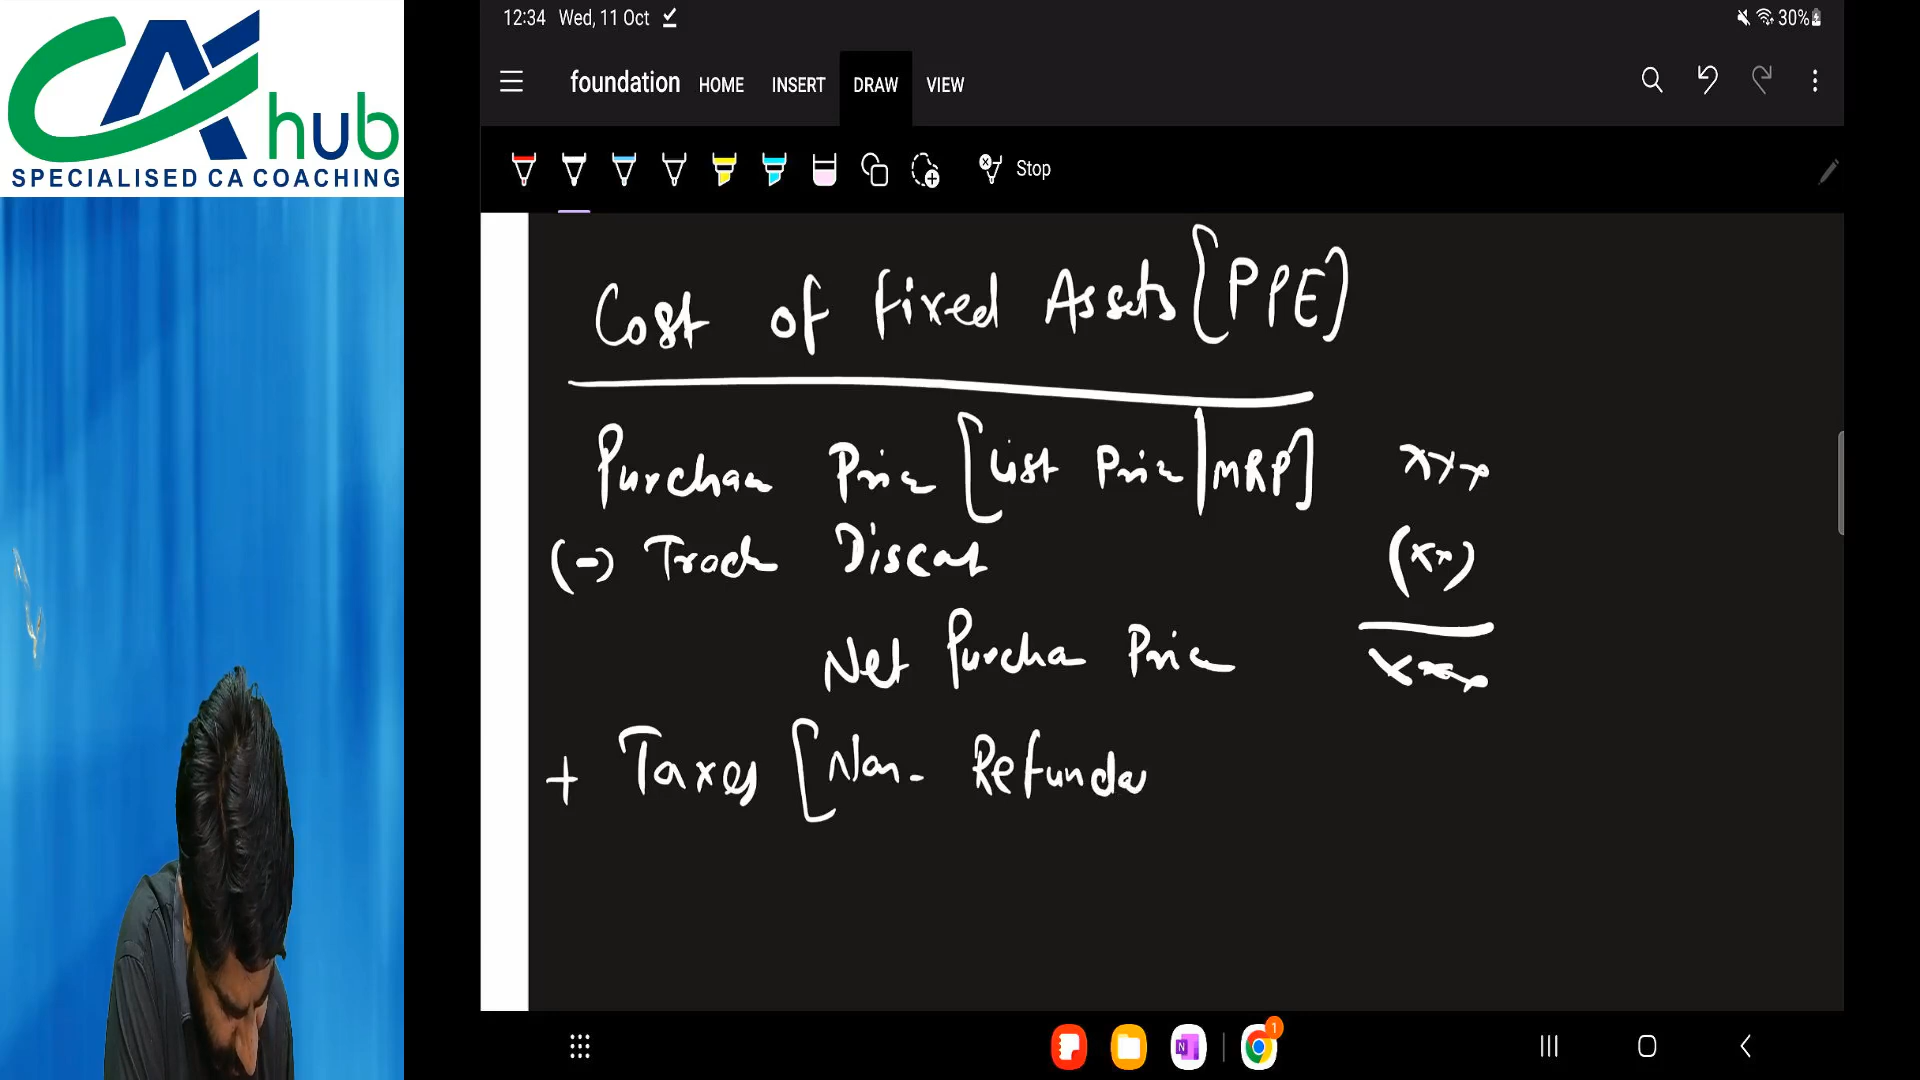 CA hub
SPECIALISED CA COACHING
12:34 Wed, 11 Oct
30%
foundation HOME INSERT DRAW VIEW
Stop
Cost of Fixed Assets [PPE]
Purchase Price [List Price | MRP] xxx
(-) Trade Discount (xx)
Net Purchase Price xxx
+ Taxes [Non- Refunda
1